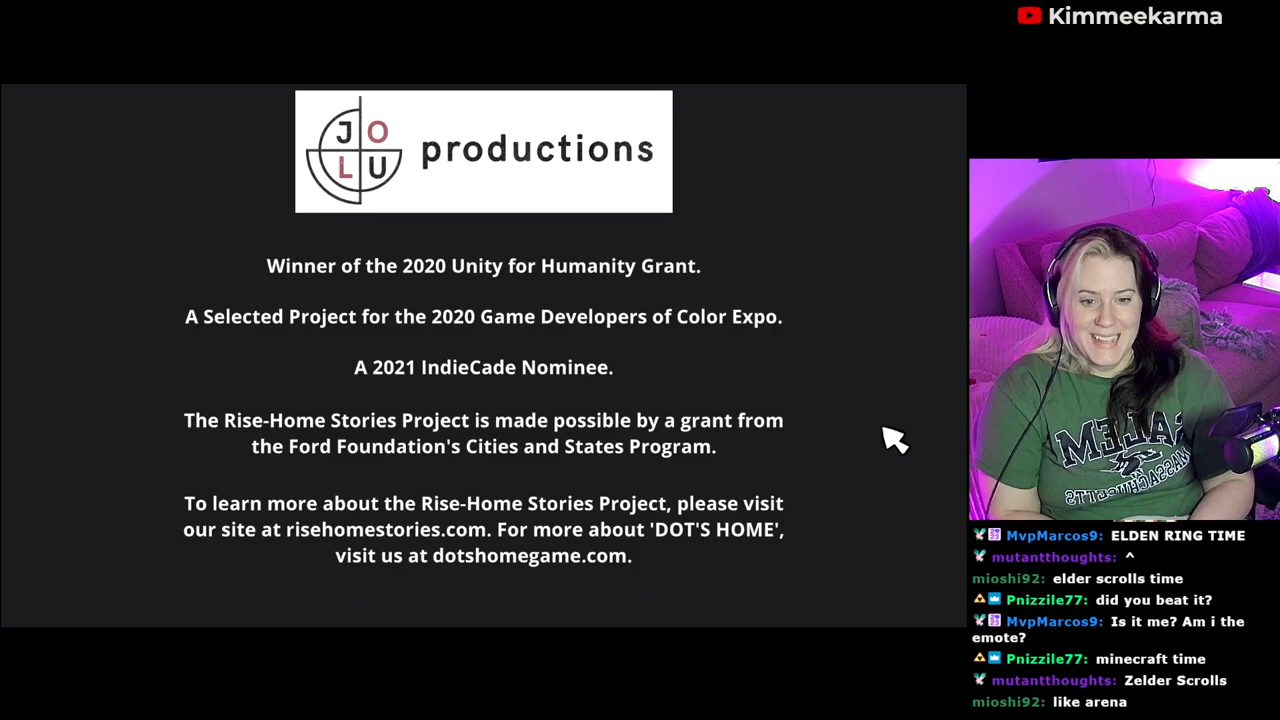 Kimmeekarma
JO
LU
productions
Winner of the 2020 Unity for Humanity Grant.
A Selected Project for the 2020 Game Developers of Color Expo.
A 2021 IndieCade Nominee.
The Rise-Home Stories Project is made possible by a grant from
the Ford Foundation's Cities and States Program.
To learn more about the Rise-Home Stories Project, please visit
our site at risehomestories.com. For more about 'DOT'S HOME',
visit us at dotshomegame.com.
SALEM
MASSACHUSETTS
MvpMarcos9: ELDEN RING TIME
mutantthoughts: ^
mioshi92: elder scrolls time
Pnizzile77: did you beat it?
MvpMarcos9: Is it me? Am i the
emote?
Pnizzile77: minecraft time
mutantthoughts: Zelder Scrolls
mioshi92: like arena